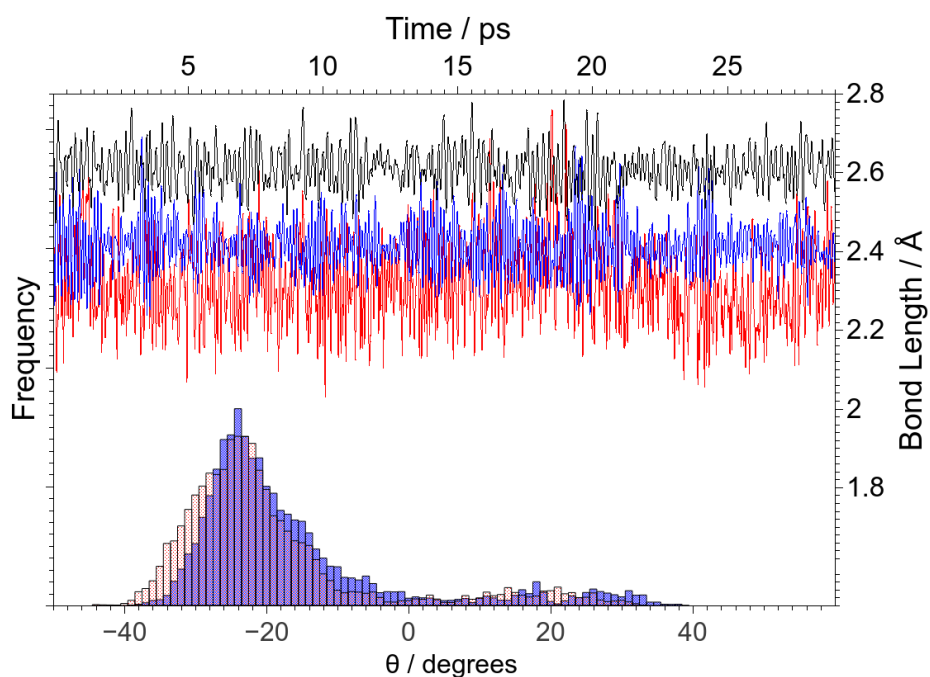 Time / ps
5 10 15 20 25
Frequency
2.8
2.6
2.4
2.2
2
1.8
Bond Length / Å
−40 −20 0 20 40
θ / degrees